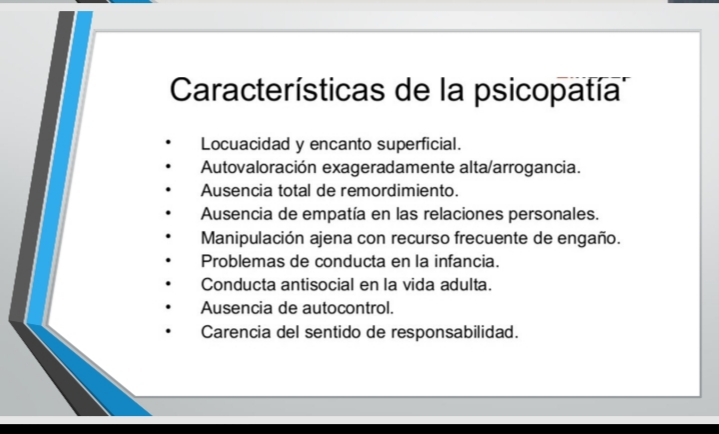 Características de la psicopatía
• Locuacidad y encanto superficial.
• Autovaloración exageradamente alta/arrogancia.
• Ausencia total de remordimiento.
• Ausencia de empatía en las relaciones personales.
• Manipulación ajena con recurso frecuente de engaño.
• Problemas de conducta en la infancia.
• Conducta antisocial en la vida adulta.
• Ausencia de autocontrol.
• Carencia del sentido de responsabilidad.